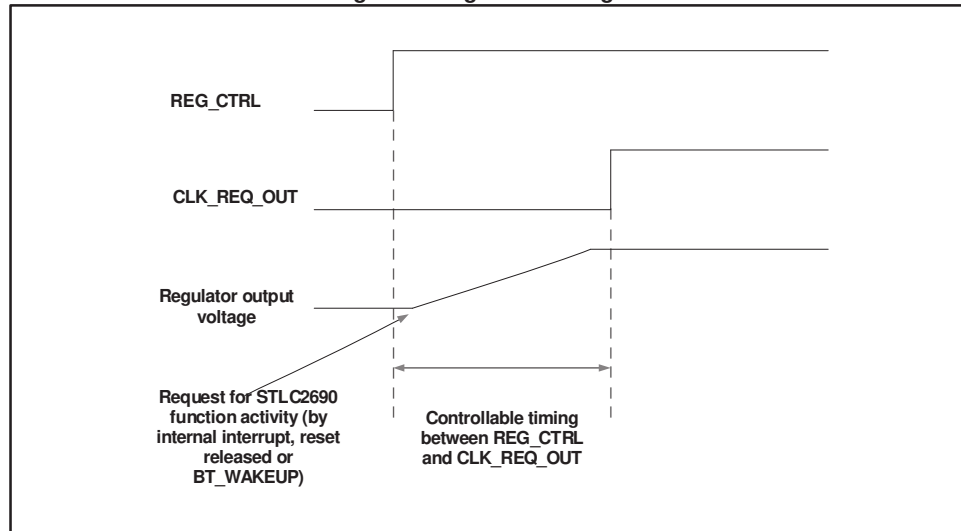 REG_CTRL
CLK_REQ_OUT
Regulator output
voltage
Request for STLC2690
function activity (by
internal interrupt, reset
released or
BT_WAKEUP)
Controllable timing
between REG_CTRL
and CLK_REQ_OUT